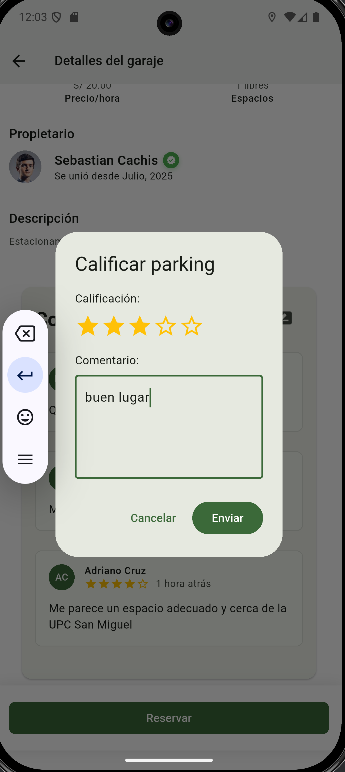 12:03
Detalles del garaje
S/ 20.00
1 libres
Precio/hora
Espacios
Propietario
Sebastian Cachis
Se unió desde Julio, 2025
Descripción
Calificar parking
Calificación:
Comentario:
buen lugar
Cancelar
Enviar
AC
Adriano Cruz
1 hora atrás
Me parece un espacio adecuado y cerca de la
UPC San Miguel
Reservar